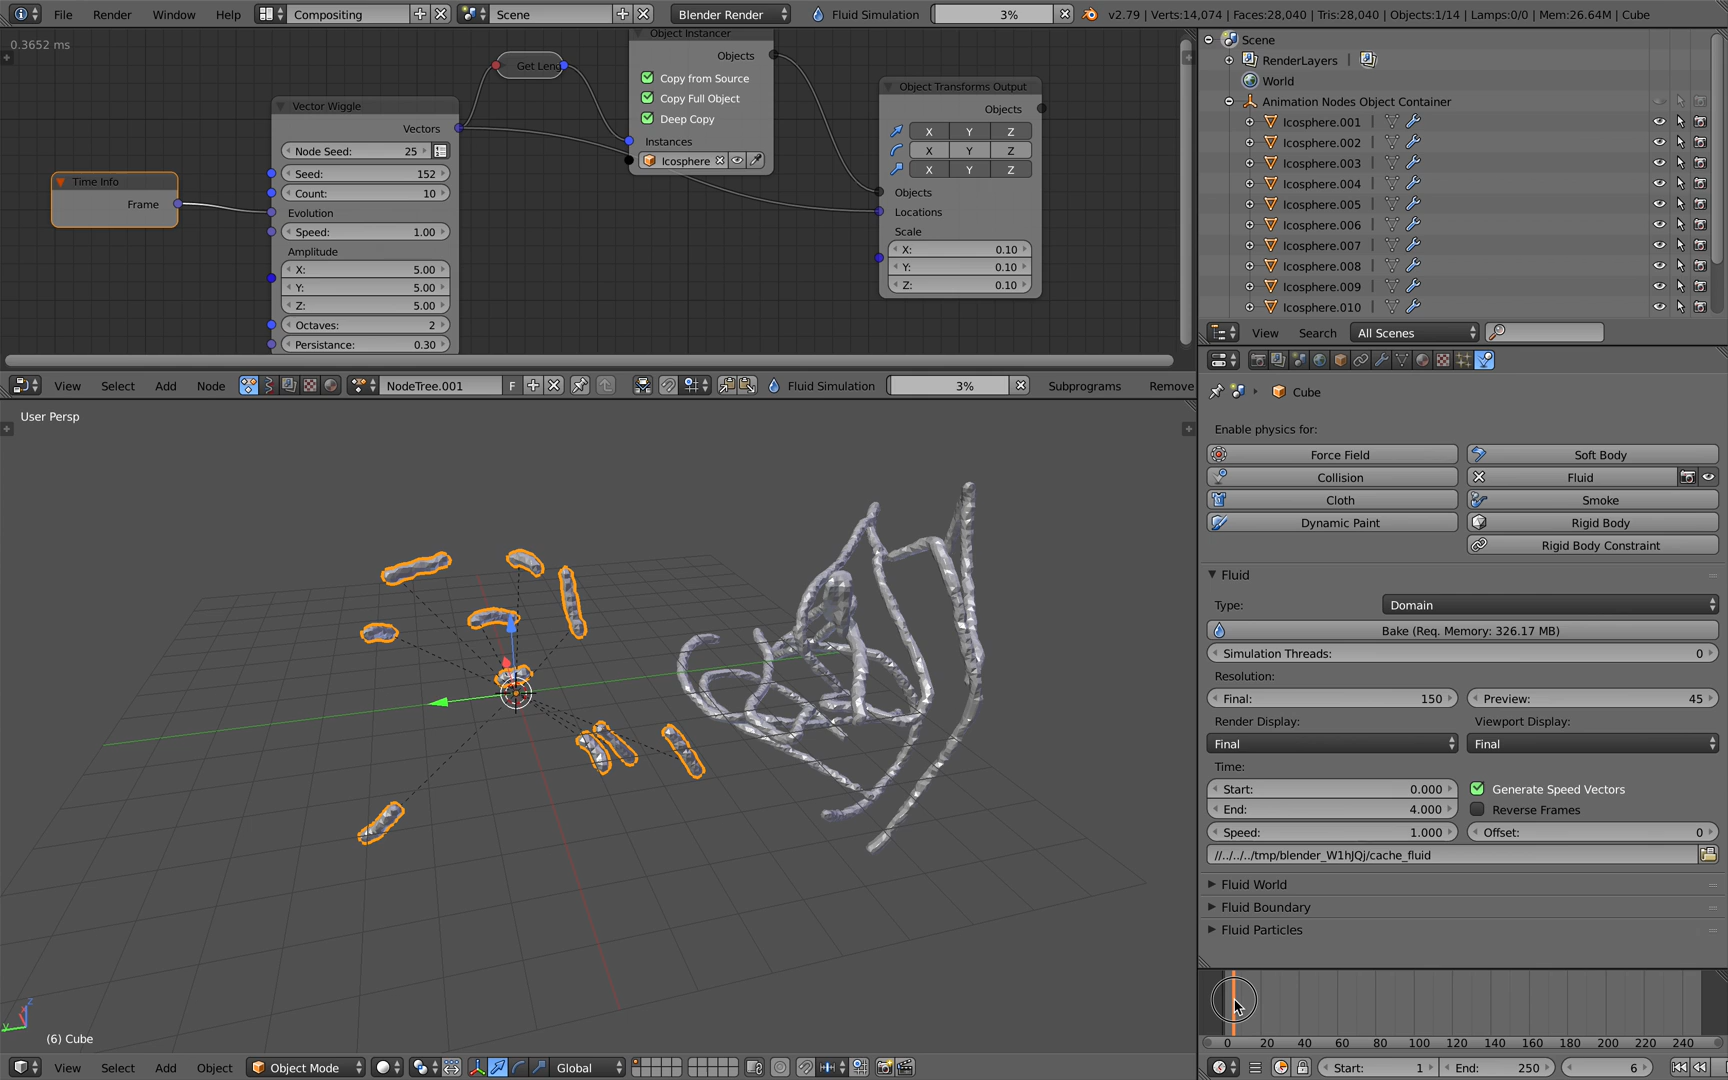 File Render Window Help Compositing Scene Blender Render Fluid Simulation 3% v2.79 | Verts:14,074 | Faces:28,040 | Tris:28,040 | Objects:1/14 | Lamps:0/0 | Mem:26.64M | Cube
0.3652 ms
Time Info
Frame
Vector Wiggle
Vectors
Node Seed: 25
Seed: 152
Count: 10
Evolution
Speed: 1.00
Amplitude
X: 5.00
Y: 5.00
Z: 5.00
Octaves: 2
Persistance: 0.30
Get Leng
Object Instancer
Objects
Copy from Source
Copy Full Object
Deep Copy
Instances
Icosphere
Object Transforms Output
Objects
X Y Z
X Y Z
X Y Z
Objects
Locations
Scale
X: 0.10
Y: 0.10
Z: 0.10
View Select Add Node NodeTree.001 F Fluid Simulation 3% Subprograms Remove
User Persp
(6) Cube
View Select Add Object Object Mode Global
Scene
RenderLayers
World
Animation Nodes Object Container
Icosphere.001
Icosphere.002
Icosphere.003
Icosphere.004
Icosphere.005
Icosphere.006
Icosphere.007
Icosphere.008
Icosphere.009
Icosphere.010
View Search All Scenes
Cube
Enable physics for:
Force Field Soft Body
Collision Fluid
Cloth Smoke
Dynamic Paint Rigid Body
Rigid Body Constraint
Fluid
Type: Domain
Bake (Req. Memory: 326.17 MB)
Simulation Threads: 0
Resolution:
Final: 150 Preview: 45
Render Display: Viewport Display:
Final Final
Time:
Start: 0.000 Generate Speed Vectors
End: 4.000 Reverse Frames
Speed: 1.000 Offset: 0
//../../../tmp/blender_W1hJQj/cache_fluid
Fluid World
Fluid Boundary
Fluid Particles
0 20 40 60 80 100 120 140 160 180 200 220 240
Start: 1 End: 250 6